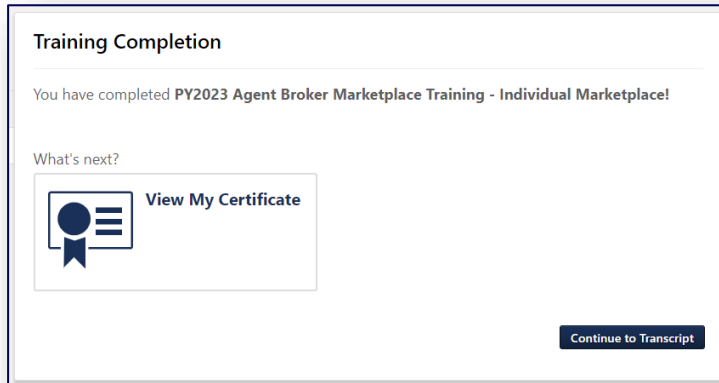 Training Completion
You have completed PY2023 Agent Broker Marketplace Training - Individual Marketplace!
What's next?
View My Certificate
Continue to Transcript